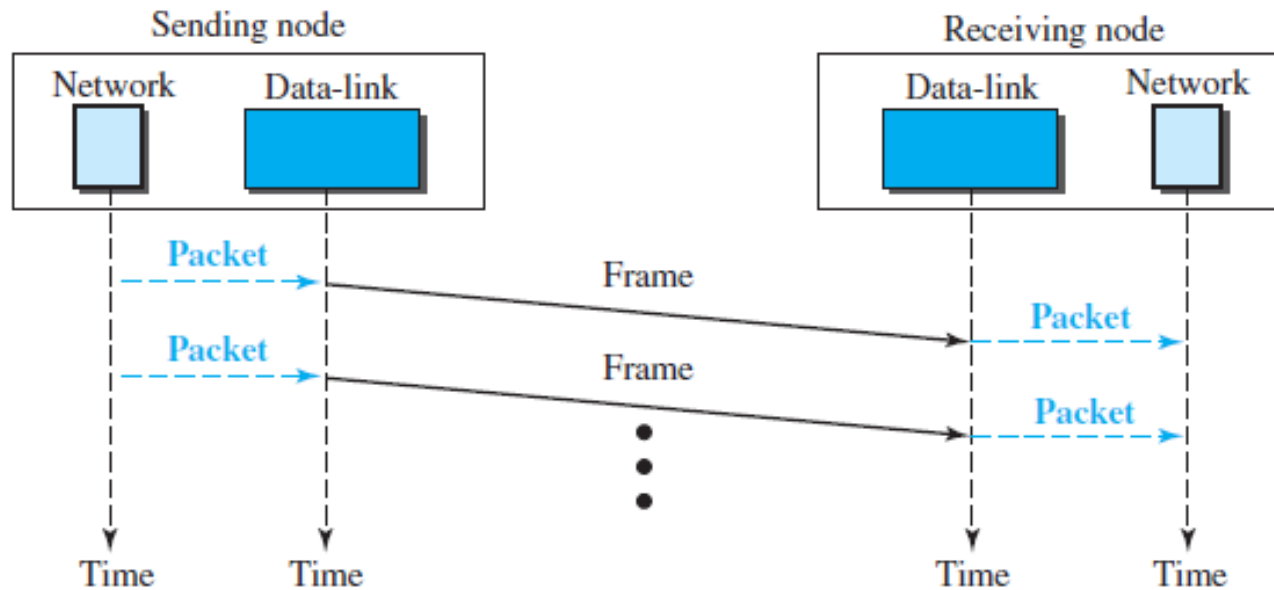 Sending node
Receiving node
Network
Data-link
Data-link
Network
Packet
Frame
Packet
Packet
Frame
Packet
Time
Time
Time
Time